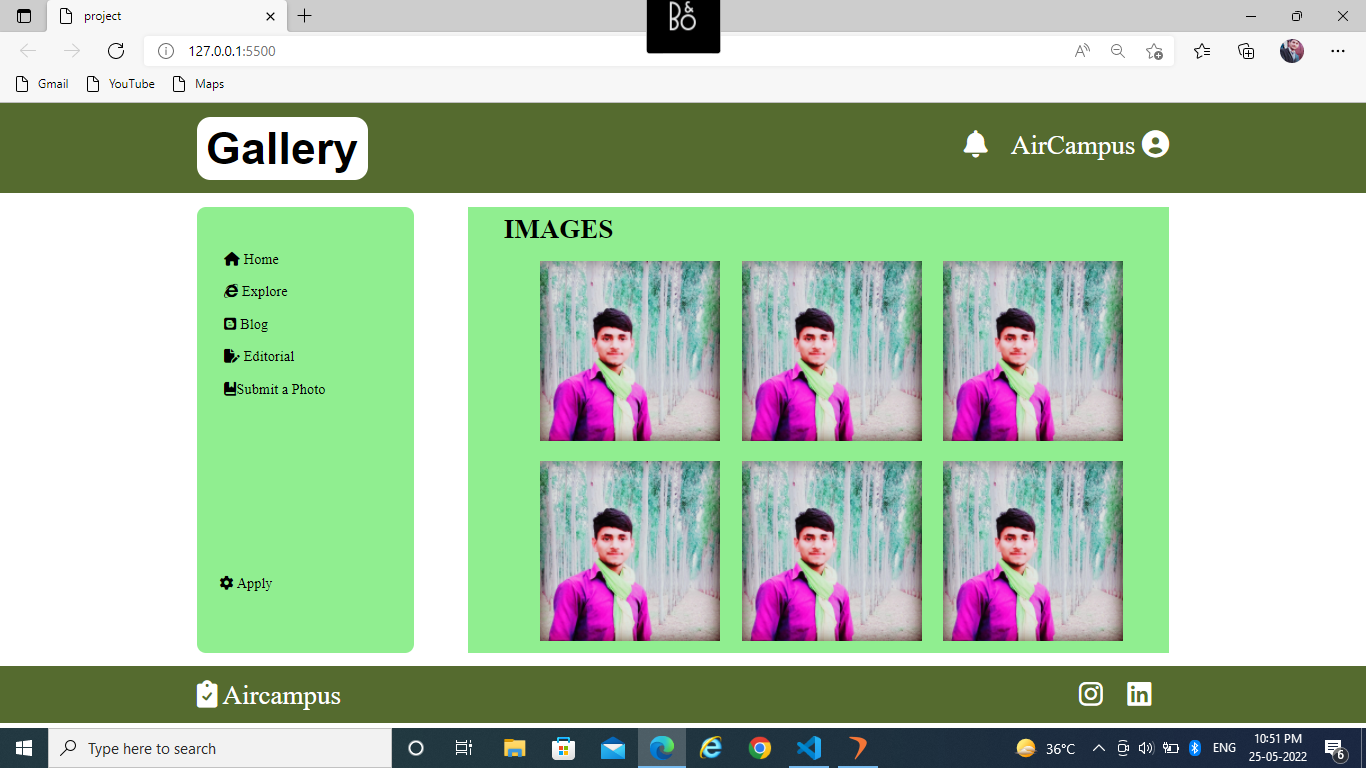 project
B&
O
127.0.0.1:5500
Gmail
YouTube
Maps
Gallery
AirCampus
Home
Explore
Blog
Editorial
Submit a Photo
Apply
IMAGES
Aircampus
Type here to search
36°C
ENG
10:51 PM
25-05-2022
6